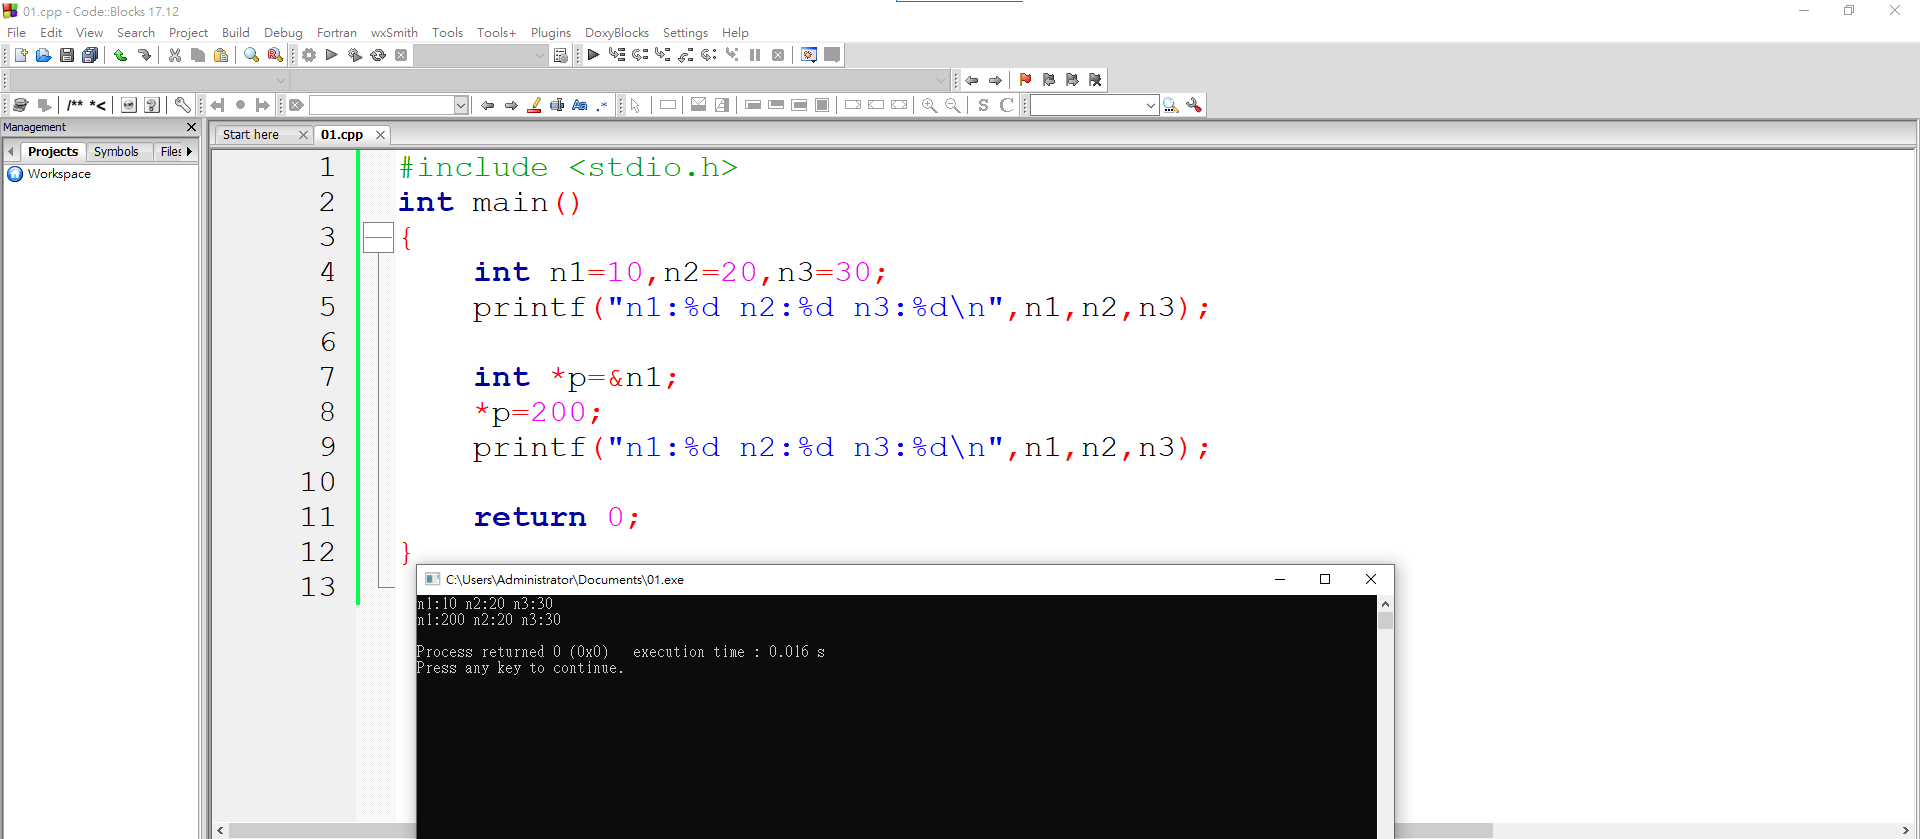 01.cpp - Code::Blocks 17.12
File Edit View Search Project Build Debug Fortran wxSmith Tools Tools+ Plugins DoxyBlocks Settings Help
/** *<
S C
Management
Start here 01.cpp
Projects Symbols Files
Workspace
1 #include <stdio.h>
2 int main()
3 {
4 int n1=10,n2=20,n3=30;
5 printf("n1:%d n2:%d n3:%d\n",n1,n2,n3);
6
7 int *p=&n1;
8 *p=200;
9 printf("n1:%d n2:%d n3:%d\n",n1,n2,n3);
10
11 return 0;
12 }
13
C:\Users\Administrator\Documents\01.exe
n1:10 n2:20 n3:30
n1:200 n2:20 n3:30
Process returned 0 (0x0) execution time : 0.016 s
Press any key to continue.